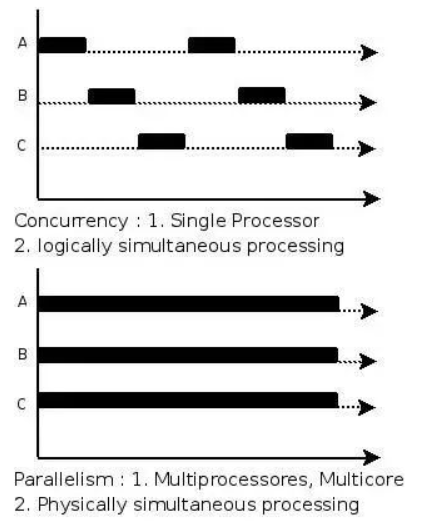 A
B
C
Concurrency : 1. Single Processor
2. logically simultaneous processing
A
B
C
Parallelism : 1. Multiprocessores, Multicore
2. Physically simultaneous processing